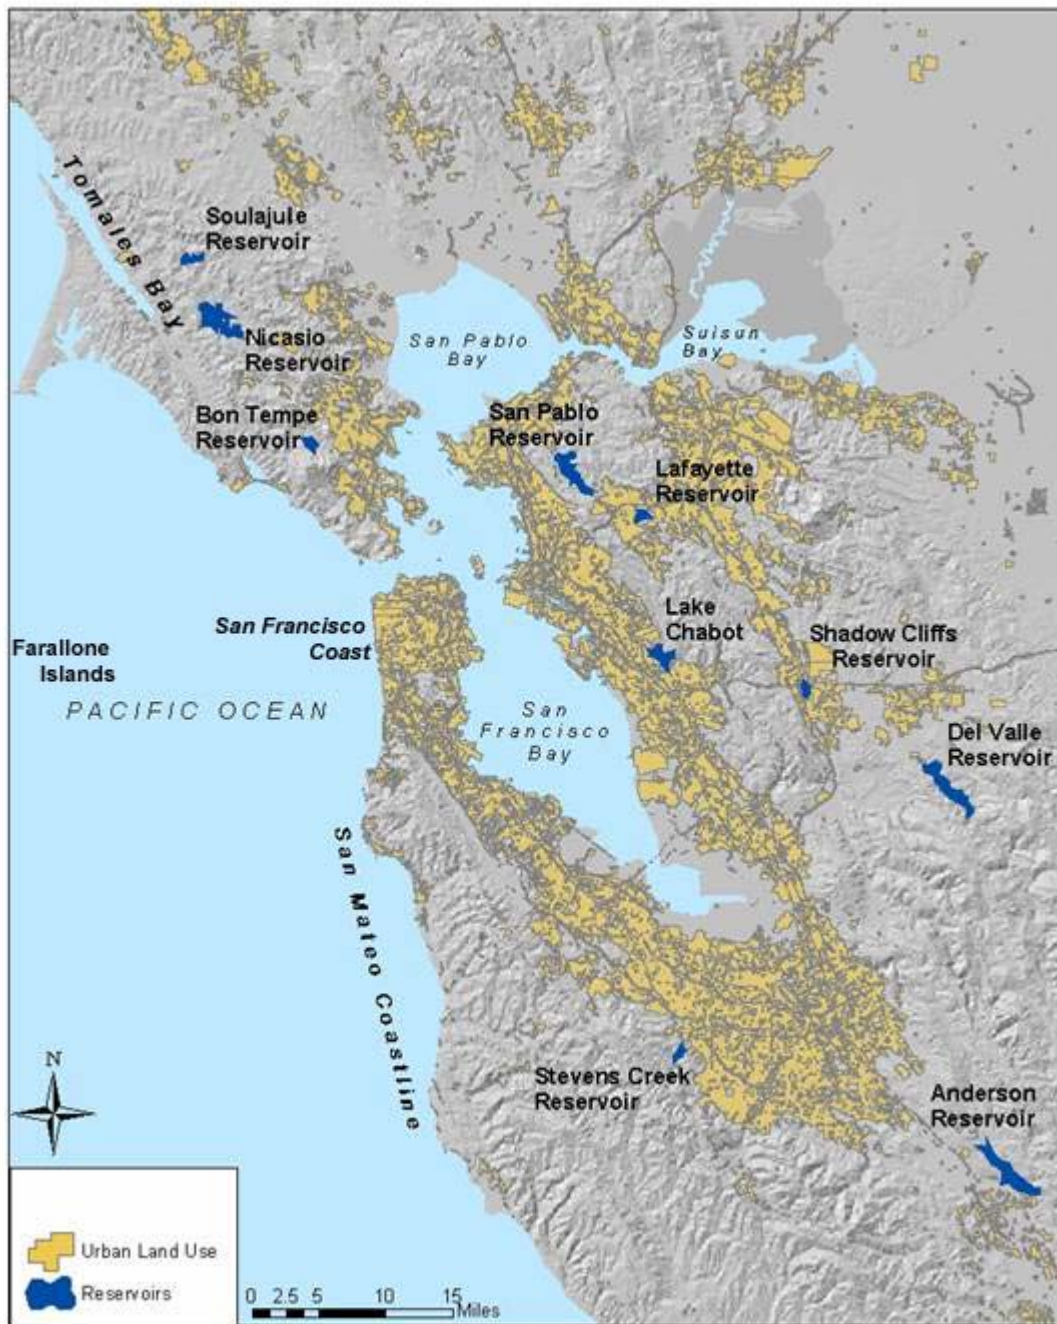 Tomales Bay
Soulajule
Reservoir
Nicasio
Reservoir
San Pablo
Bay
Suisun
Bay
Bon Tempe
Reservoir
San Pablo
Reservoir
Lafayette
Reservoir
San Francisco
Coast
Lake
Chabot
Shadow Cliffs
Reservoir
Farallone
Islands
PACIFIC OCEAN
San
Francisco
Bay
Del Valle
Reservoir
San Mateo Coastline
Stevens Creek
Reservoir
Anderson
Reservoir
N
Urban Land Use
Reservoirs
0 2.5 5 10 15
Miles